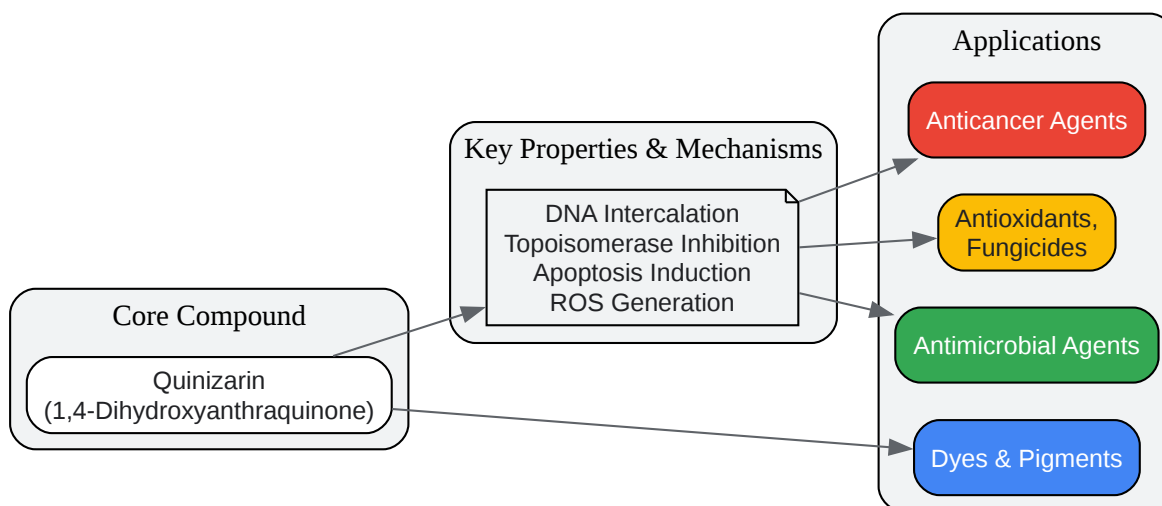 Core Compound
Quinizarin
(1,4-Dihydroxyanthraquinone)
Key Properties & Mechanisms
DNA Intercalation
Topoisomerase Inhibition
Apoptosis Induction
ROS Generation
Applications
Anticancer Agents
Antioxidants,
Fungicides
Antimicrobial Agents
Dyes & Pigments